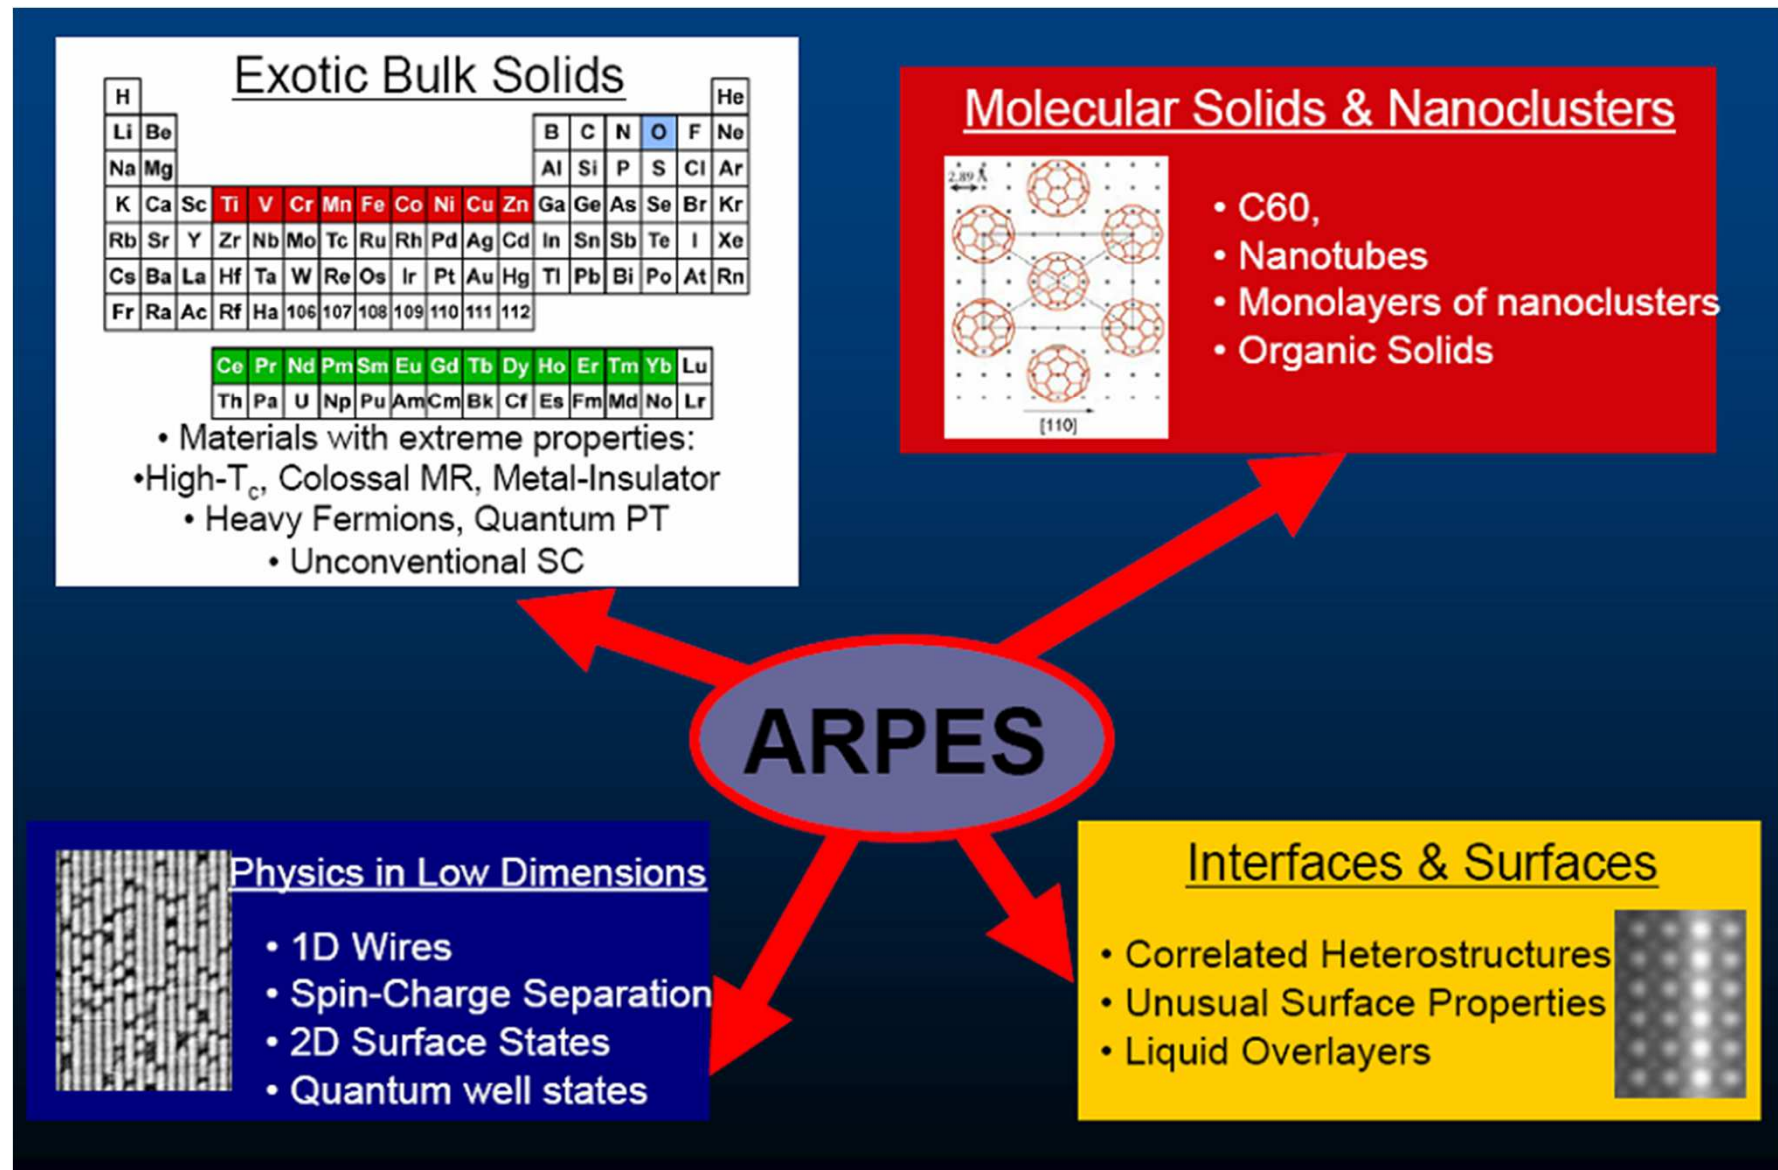 Exotic Bulk Solids
H He
Li Be B C N O F Ne
Na Mg Al Si P S Cl Ar
K Ca Sc Ti V Cr Mn Fe Co Ni Cu Zn Ga Ge As Se Br Kr
Rb Sr Y Zr Nb Mo Tc Ru Rh Pd Ag Cd In Sn Sb Te I Xe
Cs Ba La Hf Ta W Re Os Ir Pt Au Hg Tl Pb Bi Po At Rn
Fr Ra Ac Rf Ha 106 107 108 109 110 111 112
Ce Pr Nd Pm Sm Eu Gd Tb Dy Ho Er Tm Yb Lu
Th Pa U Np Pu Am Cm Bk Cf Es Fm Md No Lr
• Materials with extreme properties:
•High-Tc, Colossal MR, Metal-Insulator
• Heavy Fermions, Quantum PT
• Unconventional SC
Molecular Solids & Nanoclusters
2.89 Å
[110]
• C60,
• Nanotubes
• Monolayers of nanoclusters
• Organic Solids
ARPES
Physics in Low Dimensions
• 1D Wires
• Spin-Charge Separation
• 2D Surface States
• Quantum well states
Interfaces & Surfaces
• Correlated Heterostructures
• Unusual Surface Properties
• Liquid Overlayers